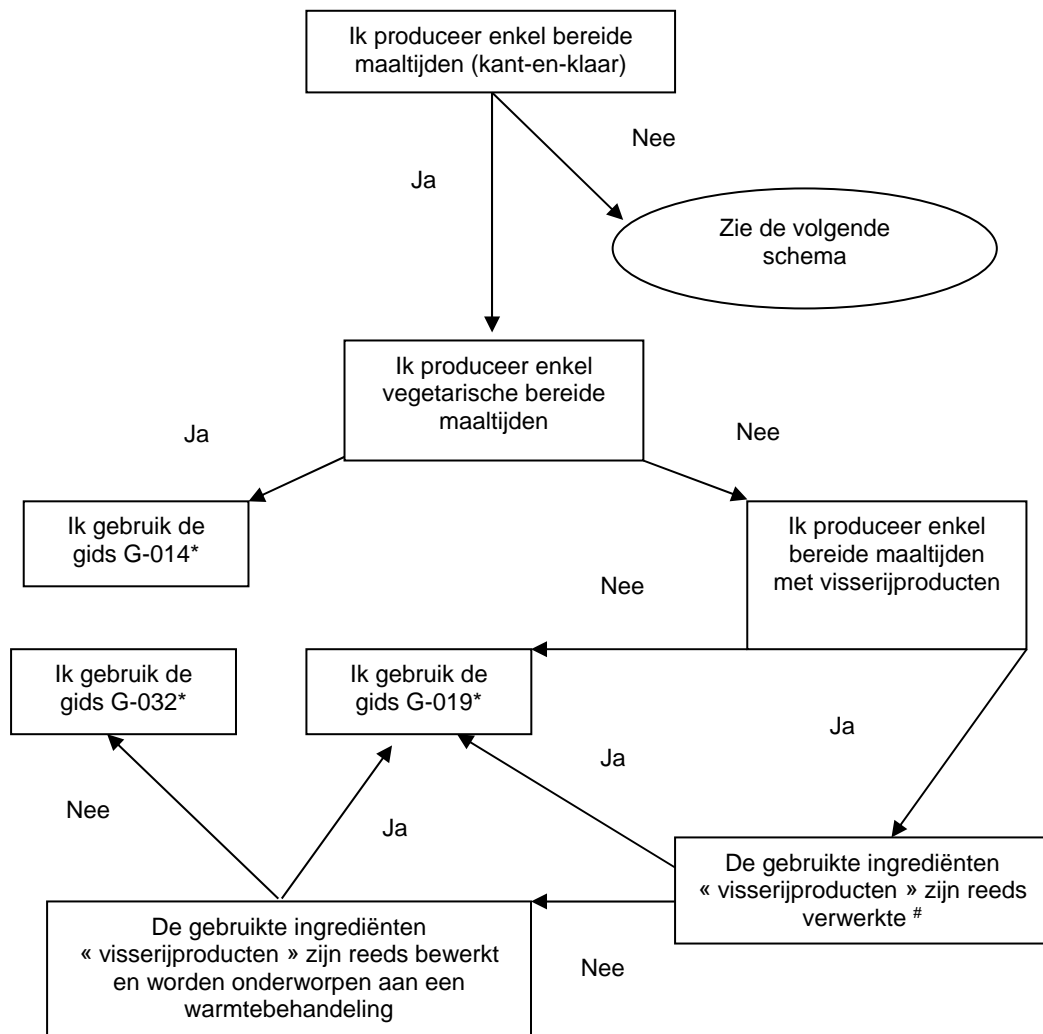 Ik produceer enkel bereide
maaltijden (kant-en-klaar)
Nee
Ja
Zie de volgende
schema
Ik produceer enkel
vegetarische bereide
maaltijden
Ja
Nee
Ik gebruik de
gids G-014*
Ik produceer enkel
bereide maaltijden
met visserijproducten
Nee
Ik gebruik de
gids G-032*
Ik gebruik de
gids G-019*
Ja
Ja
Nee
Ja
De gebruikte ingrediënten
« visserijproducten » zijn reeds
verwerkte #
De gebruikte ingrediënten
« visserijproducten » zijn reeds bewerkt
en worden onderworpen aan een
warmtebehandeling
Nee